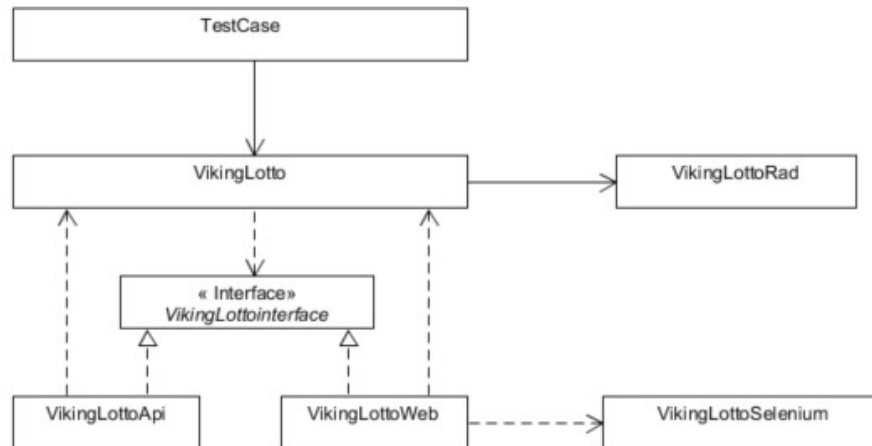 TestCase
VikingLotto
VikingLottoRad
« Interface»
VikingLottointerface
VikingLottoApi
VikingLottoWeb
VikingLottoSelenium